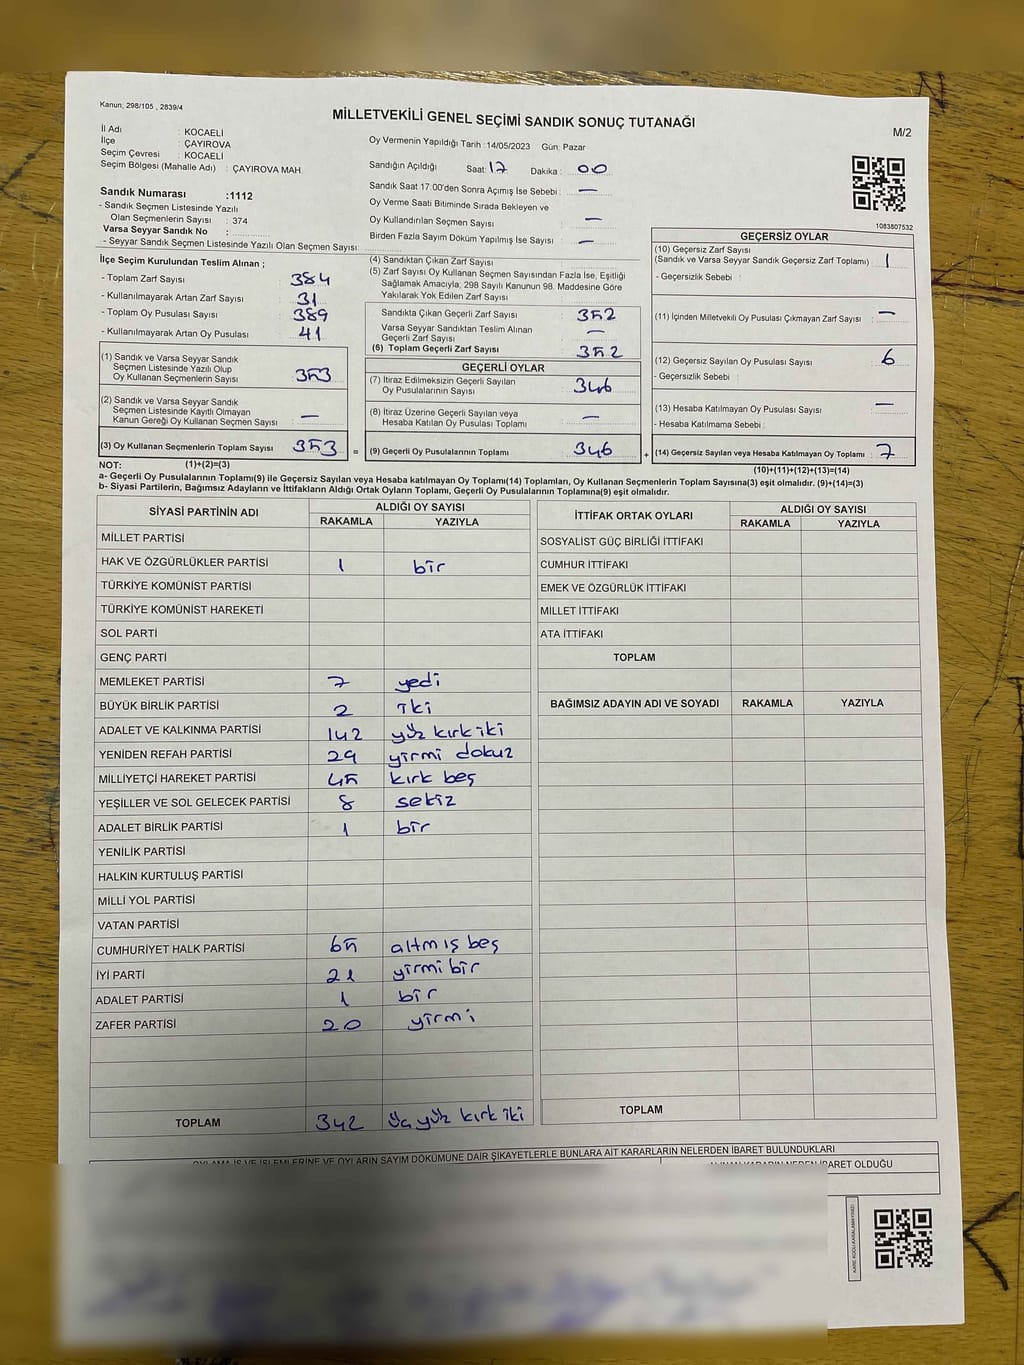 Kanun, 298/105 , 2839/4
MİLLETVEKİLİ GENEL SEÇİMİ SANDIK SONUÇ TUTANAĞI
M/2
İl Adı : KOCAELİ
İlçe : ÇAYIROVA
Seçim Çevresi : KOCAELİ
Seçim Bölgesi (Mahalle Adı) : ÇAYIROVA MAH.
Oy Vermenin Yapıldığı Tarih :14/05/2023 Gün: Pazar
Sandığın Açıldığı Saat: 17 Dakika : 00
Sandık Saat 17:00'den Sonra Açımış İse Sebebi : —
Oy Verme Saati Bitiminde Sırada Bekleyen ve
Oy Kullandırılan Seçmen Sayısı : —
Birden Fazla Sayım Döküm Yapılmış İse Sayısı : —
1083807532
Sandık Numarası :1112
- Sandık Seçmen Listesinde Yazılı
Olan Seçmenlerin Sayısı : 374
Varsa Seyyar Sandık No :
- Seyyar Sandık Seçmen Listesinde Yazılı Olan Seçmen Sayısı:
İlçe Seçim Kurulundan Teslim Alınan ;
- Toplam Zarf Sayısı 384
- Kullanılmayarak Artan Zarf Sayısı 31
- Toplam Oy Pusulası 389
- Kullanılmayarak Artan Oy Pusulası 41
(1) Sandık ve Varsa Seyyar Sandık
Seçmen Listesinde Yazılı Olup
Oy Kullanan Seçmenlerin Sayısı 353
(2) Sandık ve Varsa Seyyar Sandık
Seçmen Listesinde Kayıtlı Olmayan
Kanun Gereği Oy Kullanan Seçmen Sayısı —
(3) Oy Kullanan Seçmenlerin Toplam Sayısı 353 =
(4) Sandıktan Çıkan Zarf Sayısı :
(5) Zarf Sayısı Oy Kullanan Seçmen Sayısından Fazla İse, Eşitliği
Sağlamak Amacıyla, 298 Sayılı Kanunun 98. Maddesine Göre
Yakılarak Yok Edilen Zarf Sayısı
Sandıkta Çıkan Geçerli Zarf Sayısı 352
Varsa Seyyar Sandıktan Teslim Alınan
Geçerli Zarf Sayısı —
(6) Toplam Geçerli Zarf Sayısı 352
GEÇERLİ OYLAR
(7) İtiraz Edilmeksizin Geçerli Sayılan
Oy Pusulalarının Sayısı 346
(8) İtiraz Üzerine Geçerli Sayılan veya
Hesaba Katılan Oy Pusulası Toplamı —
(9) Geçerli Oy Pusulalarının Toplamı 346 +
GEÇERSİZ OYLAR
(10) Geçersiz Zarf Sayısı
(Sandık ve Varsa Seyyar Sandık Geçersiz Zarf Toplamı) 1
- Geçersizlik Sebebi :
(11) İçinden Milletvekili Oy Pusulası Çıkmayan Zarf Sayısı —
(12) Geçersiz Sayılan Oy Pusulası Sayısı 6
- Geçersizlik Sebebi :
(13) Hesaba Katılmayan Oy Pusulası Sayısı —
- Hesaba Katılmama Sebebi :
(14) Geçersiz Sayılan veya Hesaba Katılmayan Oy Toplamı 7
NOT: (1)+(2)=(3)
(10)+(11)+(12)+(13)=(14)
a- Geçerli Oy Pusulalarının Toplamı(9) ile Geçersiz Sayılan veya Hesaba katılmayan Oy Toplamı(14) Toplamları, Oy Kullanan Seçmenlerin Toplam Sayısına(3) eşit olmalıdır. (9)+(14)=(3)
b- Siyasi Partilerin, Bağımsız Adayların ve İttifakların Aldığı Ortak Oyların Toplamı, Geçerli Oy Pusulalarının Toplamına(9) eşit olmalıdır.
SİYASİ PARTİNİN ADI ALDIĞI OY SAYISI
RAKAMLA YAZIYLA
MİLLET PARTİSİ
HAK VE ÖZGÜRLÜKLER PARTİSİ 1 bir
TÜRKİYE KOMÜNİST PARTİSİ
TÜRKİYE KOMÜNİST HAREKETİ
SOL PARTİ
GENÇ PARTİ
MEMLEKET PARTİSİ 7 yedi
BÜYÜK BİRLİK PARTİSİ 2 iki
ADALET VE KALKINMA PARTİSİ 142 yüz kırk iki
YENİDEN REFAH PARTİSİ 29 yirmi dokuz
MİLLİYETÇİ HAREKET PARTİSİ 45 kırk beş
YEŞİLLER VE SOL GELECEK PARTİSİ 8 sekiz
ADALET BİRLİK PARTİSİ 1 bir
YENİLİK PARTİSİ
HALKIN KURTULUŞ PARTİSİ
MİLLİ YOL PARTİSİ
VATAN PARTİSİ
CUMHURİYET HALK PARTİSİ 65 altmış beş
İYİ PARTİ 21 yirmi bir
ADALET PARTİSİ 1 bir
ZAFER PARTİSİ 20 yirmi
TOPLAM 342 üç yüz kırk iki
İTTİFAK ORTAK OYLARI ALDIĞI OY SAYISI
RAKAMLA YAZIYLA
SOSYALİST GÜÇ BİRLİĞİ İTTİFAKI
CUMHUR İTTİFAKI
EMEK VE ÖZGÜRLÜK İTTİFAKI
MİLLET İTTİFAKI
ATA İTTİFAKI
TOPLAM
BAĞIMSIZ ADAYIN ADI VE SOYADI RAKAMLA YAZIYLA
TOPLAM
OYLAMA İŞ VE İŞLEMLERİNE VE OYLARIN SAYIM DÖKÜMÜNE DAİR ŞİKAYETLERLE BUNLARA AİT KARARLARIN NELERDEN İBARET BULUNDUKLARI
ALINAN KARARIN NEDEN İBARET OLDUĞU